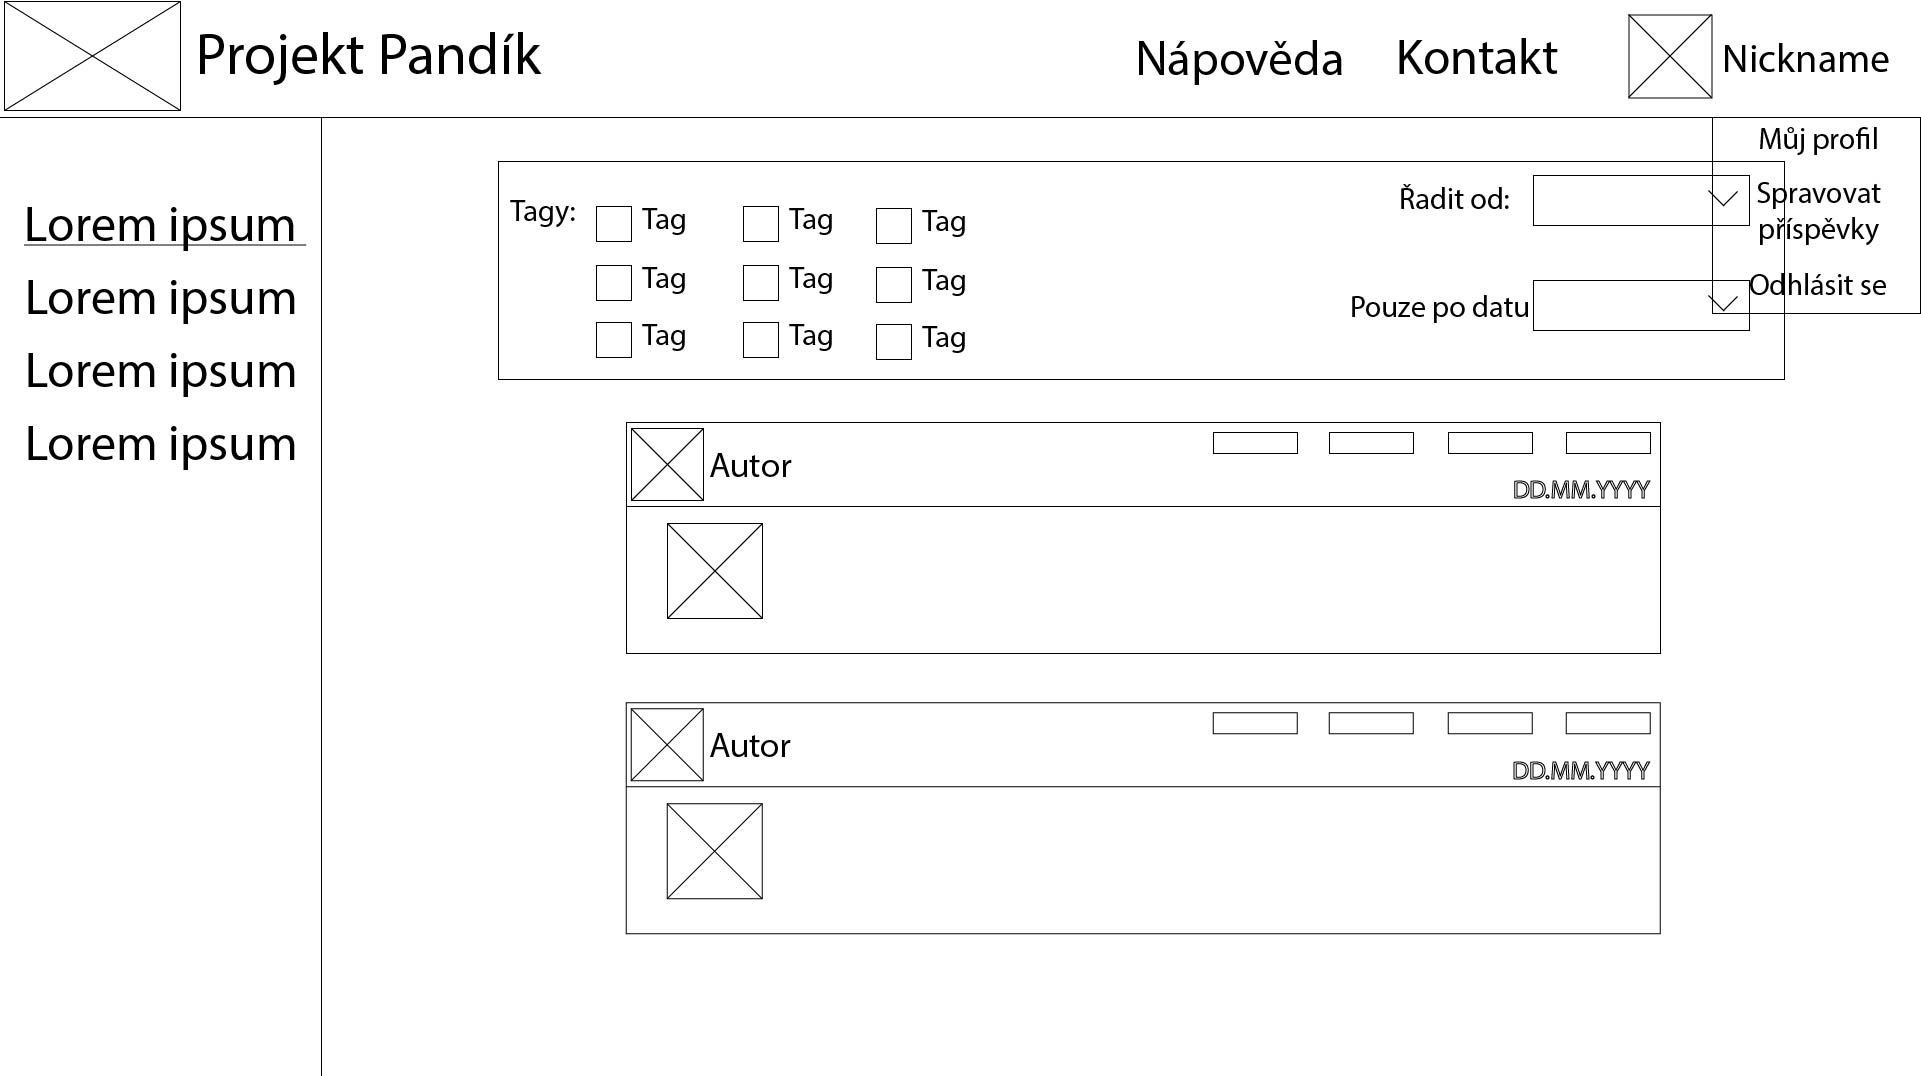 Projekt Pandík
Nápověda
Kontakt
Nickname
Můj profil
Spravovat
příspěvky
Odhlásit se
Lorem ipsum
Lorem ipsum
Lorem ipsum
Lorem ipsum
Tagy:
Tag Tag Tag
Tag Tag Tag
Tag Tag Tag
Řadit od:
Pouze po datu
Autor
DD.MM.YYYY
Autor
DD.MM.YYYY